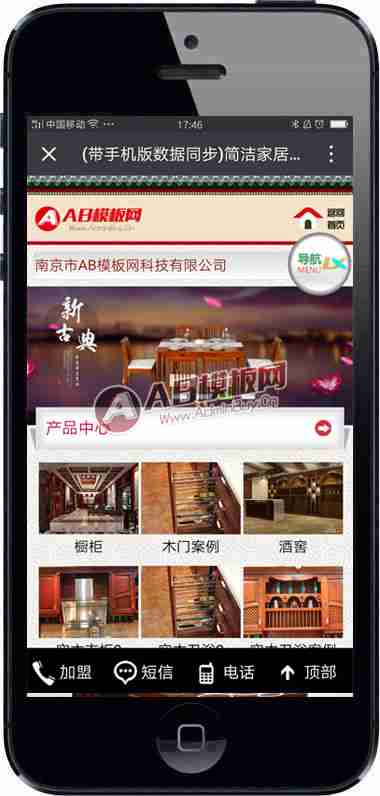 中国移动 ··· 17:46
× (带手机版数据同步)简洁家居...
AB模板网
Www.AdminBuy.Cn
返回
首页
导航
MENU
南京市AB模板网科技有限公司
新
古典
AB模板网
Www.AdminBuy.Cn
产品中心
橱柜 木门案例 酒窖
加盟 短信 电话 顶部